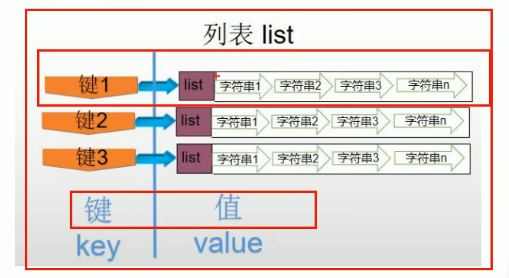 列表 list
键1 list 字符串1 字符串2 字符串3 字符串n
键2 list 字符串1 字符串2 字符串3 字符串n
键3 list 字符串1 字符串2 字符串3 字符串n
键 值
key value